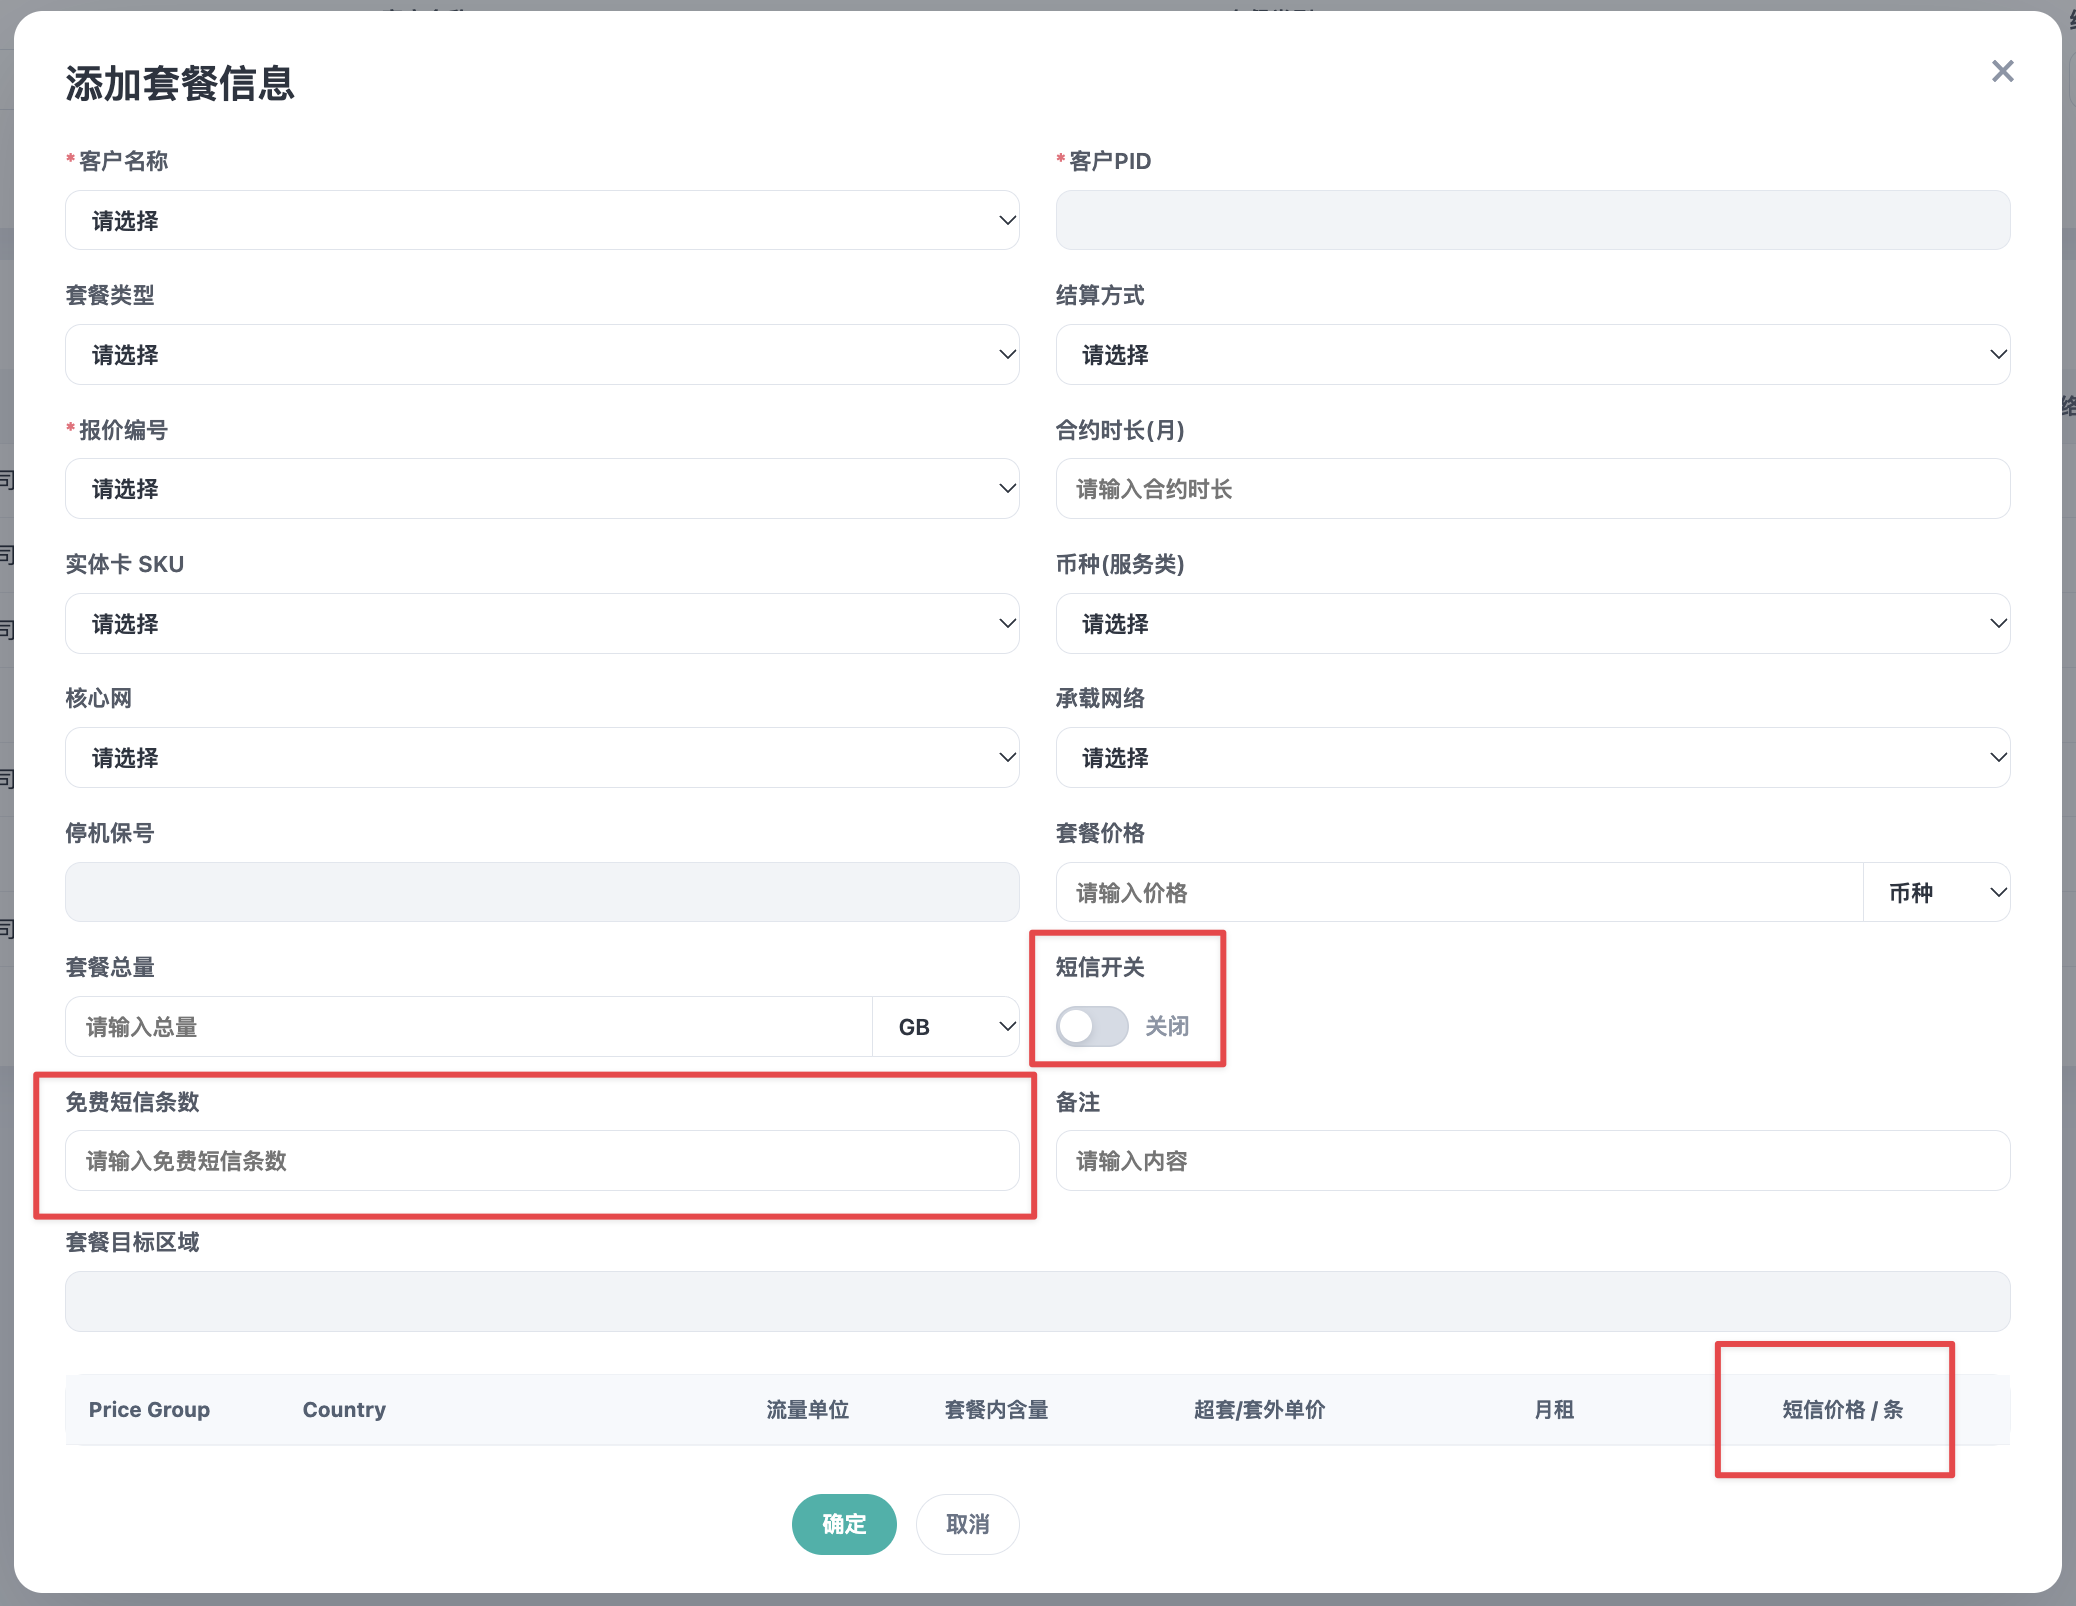 添加套餐信息
*客户名称
*客户PID
请选择
套餐类型
结算方式
请选择
请选择
*报价编号
合约时长(月)
请选择
请输入合约时长
实体卡 SKU
币种(服务类)
请选择
请选择
核心网
承载网络
请选择
请选择
停机保号
套餐价格
请输入价格
币种
套餐总量
短信开关
请输入总量
GB
关闭
免费短信条数
备注
请输入免费短信条数
请输入内容
套餐目标区域
Price Group
Country
流量单位
套餐内含量
超套/套外单价
月租
短信价格 / 条
确定
取消